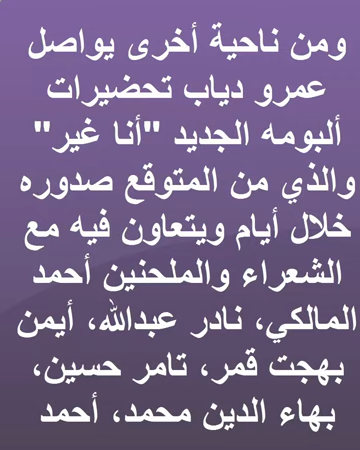 ومن ناحية أخرى يواصل
عمرو دياب تحضيرات
ألبومه الجديد "أنا غير"
والذي من المتوقع صدوره
خلال أيام ويتعاون فيه مع
الشعراء والملحنين أحمد
المالكي، نادر عبدالله، أيمن
بهجت قمر، تامر حسين،
بهاء الدين محمد، أحمد